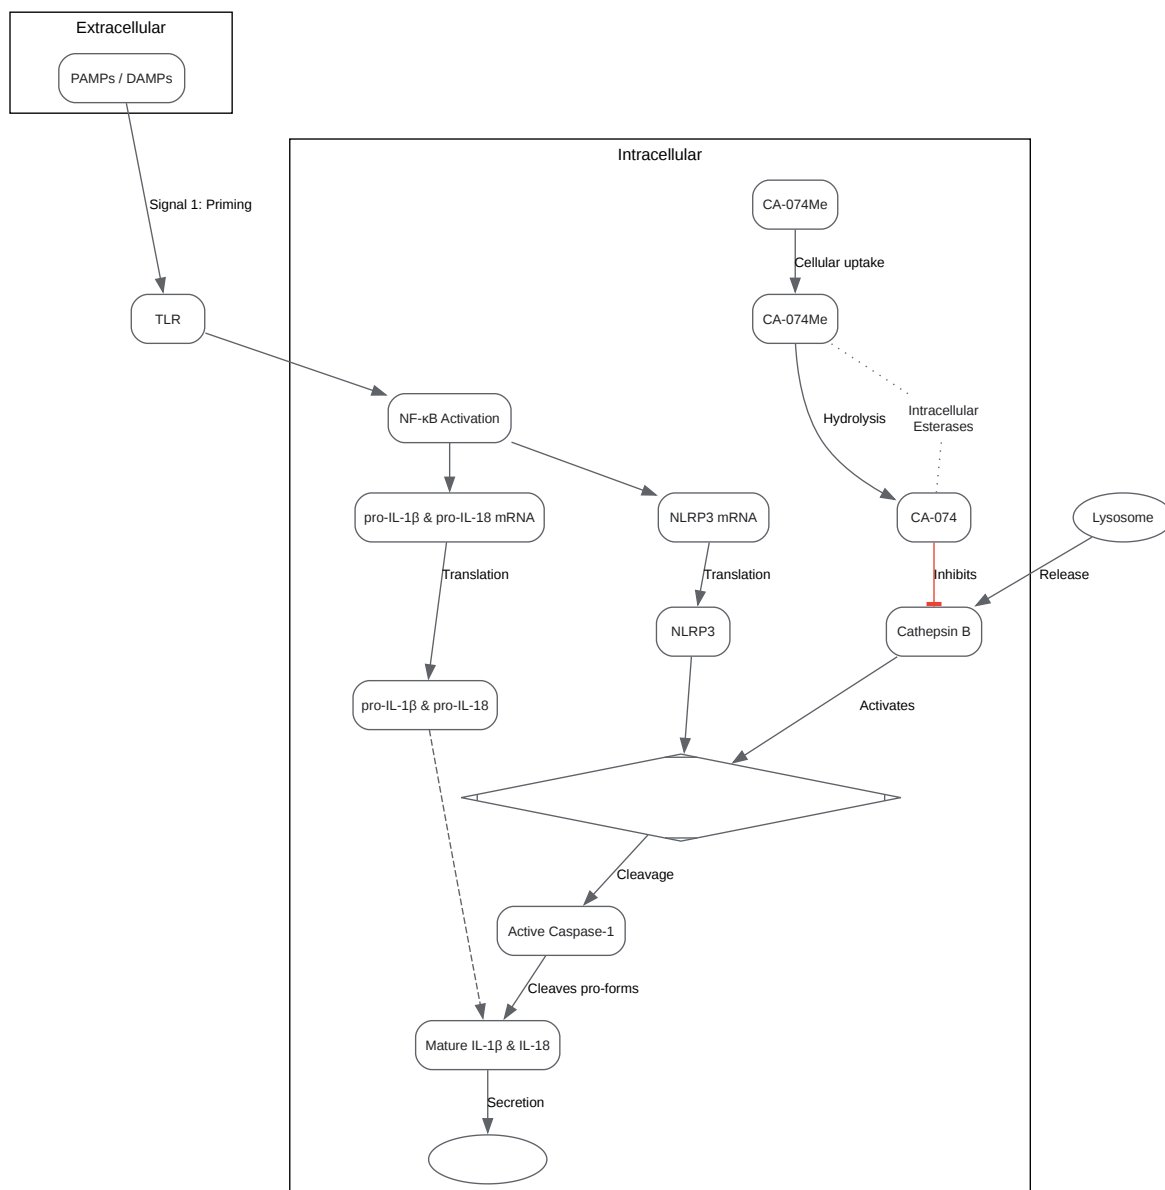 Extracellular
PAMPs / DAMPs
Intracellular
CA-074Me
Signal 1: Priming
Cellular uptake
TLR
CA-074Me
NF-κB Activation
Hydrolysis
Intracellular
Esterases
pro-IL-1β & pro-IL-18 mRNA
NLRP3 mRNA
CA-074
Lysosome
Translation
Translation
Inhibits
Release
NLRP3
Cathepsin B
pro-IL-1β & pro-IL-18
Activates
Cleavage
Active Caspase-1
Cleaves pro-forms
Mature IL-1β & IL-18
Secretion